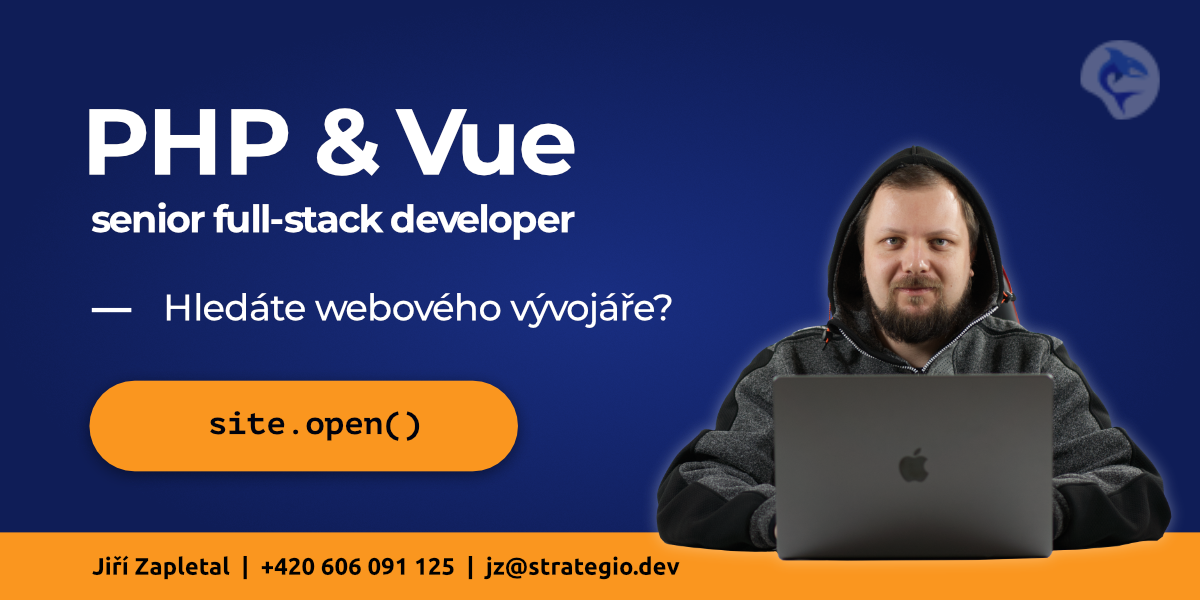 PHP & Vue
senior full-stack developer
— Hledáte webového vývojáře?
site.open()
Jiří Zapletal | +420 606 091 125 | jz@strategio.dev